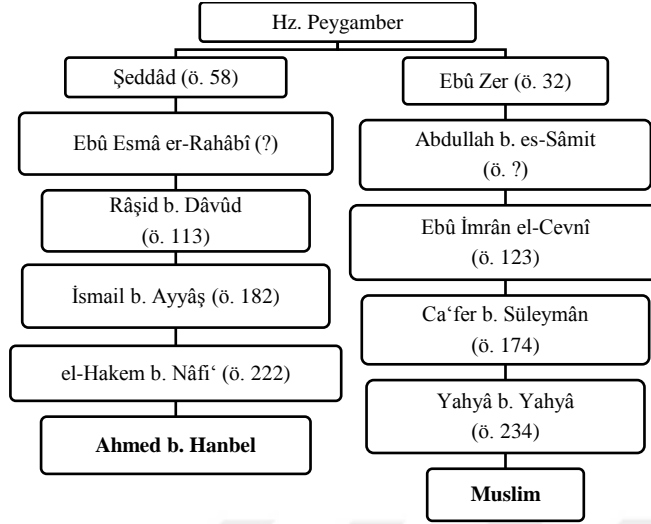 Hz. Peygamber
Şeddâd (ö. 58)
Ebû Esmâ er-Rahâbî (?)
Râşid b. Dâvûd
(ö. 113)
İsmail b. Ayyâş (ö. 182)
el-Hakem b. Nâfi‘ (ö. 222)
Ahmed b. Hanbel
Ebû Zer (ö. 32)
Abdullah b. es-Sâmit
(ö. ?)
Ebû İmrân el-Cevnî
(ö. 123)
Ca‘fer b. Süleymân
(ö. 174)
Yahyâ b. Yahyâ
(ö. 234)
Muslim